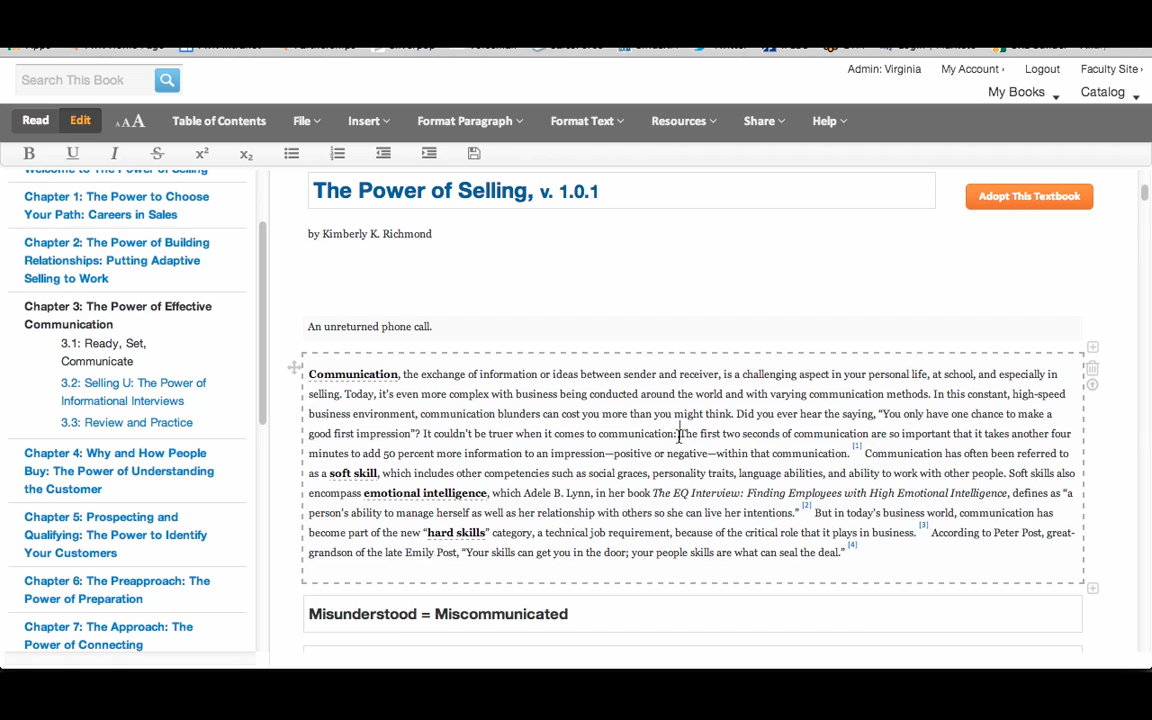 Search This Book
Admin: Virginia
My Account ›
Logout
Faculty Site ›
My Books
Catalog
Read
Edit
AAA
Table of Contents
File
Insert
Format Paragraph
Format Text
Resources
Share
Help
B U I S x² x₂
Welcome to The Power of Selling
Chapter 1: The Power to Choose
Your Path: Careers in Sales
Chapter 2: The Power of Building
Relationships: Putting Adaptive
Selling to Work
Chapter 3: The Power of Effective
Communication
3.1: Ready, Set,
Communicate
3.2: Selling U: The Power of
Informational Interviews
3.3: Review and Practice
Chapter 4: Why and How People
Buy: The Power of Understanding
Chapter 5: Prospecting and
Qualifying: The Power to Identify
Your Customers
Chapter 6: The Preapproach: The
Power of Preparation
Chapter 7: The Approach: The
Power of Connecting
The Power of Selling, v. 1.0.1
Adopt This Textbook
by Kimberly K. Richmond
An unreturned phone call.
Communication, the exchange of information or ideas between sender and receiver, is a challenging aspect in your personal life, at school, and especially in
selling. Today, it's even more complex with business being conducted around the world and with varying communication methods. In this constant, high-speed
business environment, communication blunders can cost you more than you might think. Did you ever hear the saying, “You only have one chance to make a
good first impression”? It couldn't be truer when it comes to communication: The first two seconds of communication are so important that it takes another four
minutes to add 50 percent more information to an impression—positive or negative—within that communication. [1] Communication has often been referred to
as a soft skill, which includes other competencies such as social graces, personality traits, language abilities, and ability to work with other people. Soft skills also
encompass emotional intelligence, which Adele B. Lynn, in her book The EQ Interview: Finding Employees with High Emotional Intelligence, defines as “a
person's ability to manage herself as well as her relationship with others so she can live her intentions.” [2] But in today's business world, communication has
become part of the new “hard skills” category, a technical job requirement, because of the critical role that it plays in business. [3] According to Peter Post, great-
grandson of the late Emily Post, “Your skills can get you in the door; your people skills are what can seal the deal.” [4]
Misunderstood = Miscommunicated